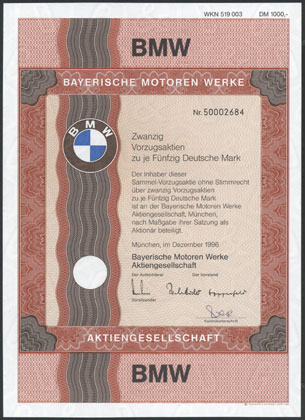 WKN 519 003 DM 1000,-
BMW
BAYERISCHE MOTOREN WERKE
Nr. 50002684
BMW
Zwanzig
Vorzugsaktien
zu je Fünfzig Deutsche Mark
Der Inhaber dieser
Sammel-Vorzugsaktie ohne Stimmrecht
über zwanzig Vorzugsaktien
zu je Fünfzig Deutsche Mark
ist an der Bayerische Motoren Werke
Aktiengesellschaft, München,
nach Maßgabe ihrer Satzung als
Aktionär beteiligt.
München, im Dezember 1996
Bayerische Motoren Werke
Aktiengesellschaft
Der Aufsichtsrat Der Vorstand
Vorsitzender
Kontrollunterschrift
AKTIENGESELLSCHAFT
BMW